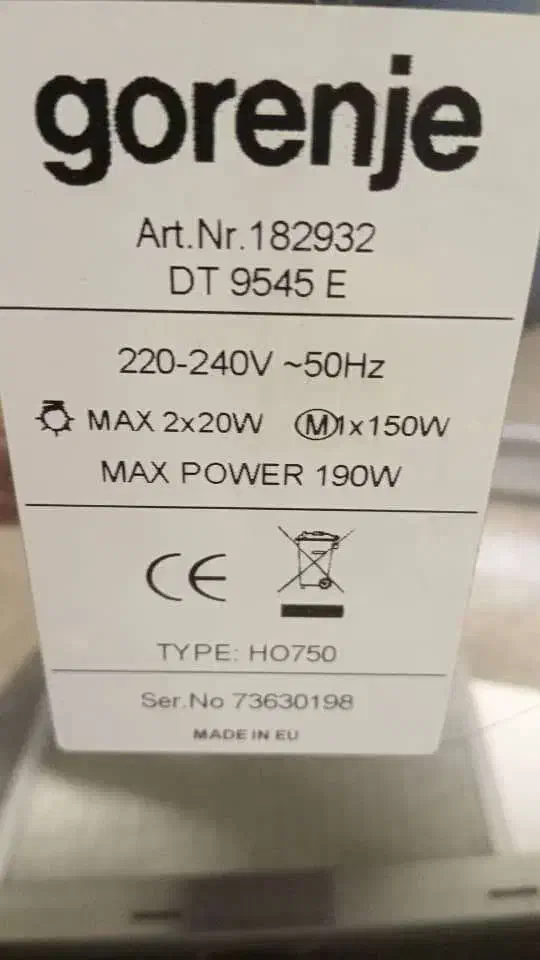 gorenje
Art.Nr.182932
DT 9545 E
220-240V ~50Hz
MAX 2x20W M1x150W
MAX POWER 190W
CE
TYPE: HO750
Ser.No 73630198
MADE IN EU